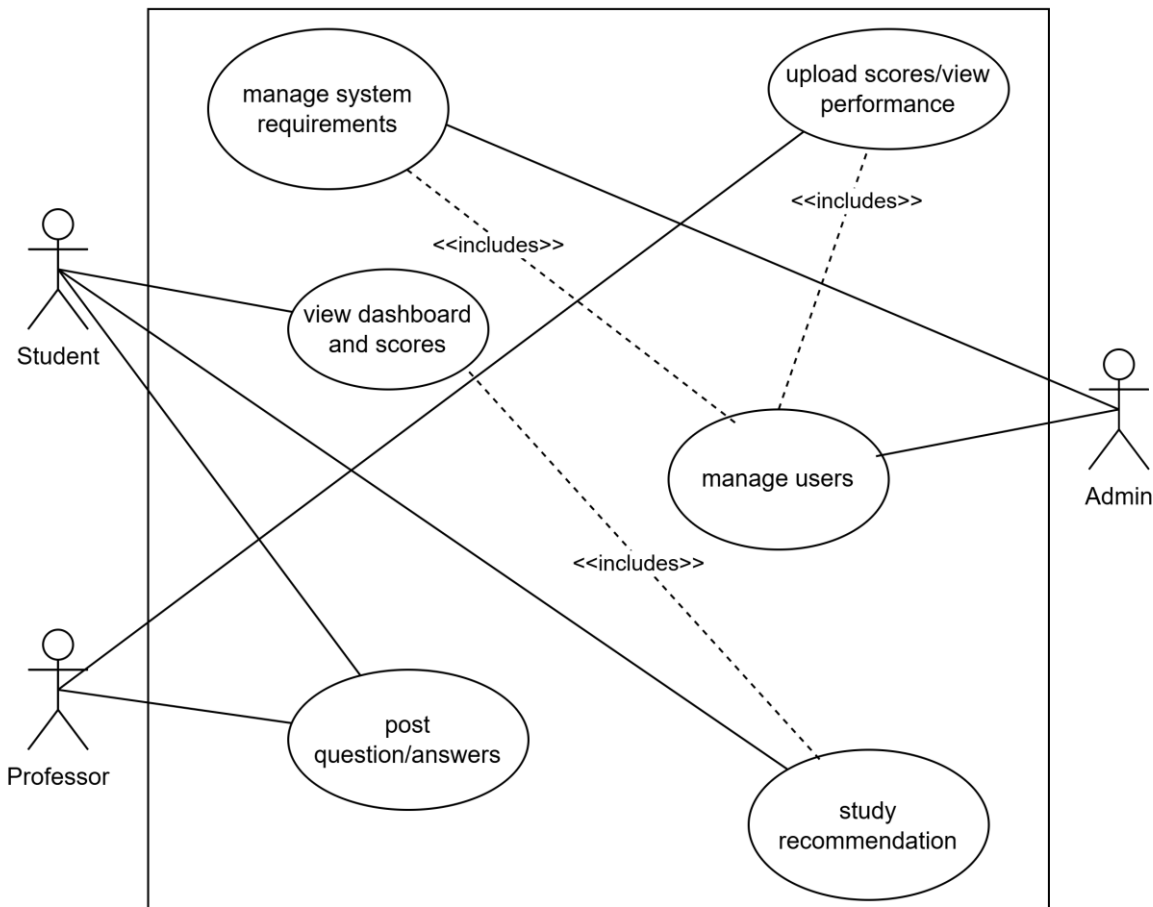 manage system
requirements
upload scores/view
performance
<<includes>>
<<includes>>
view dashboard
and scores
Student
manage users
Admin
<<includes>>
post
question/answers
Professor
study
recommendation